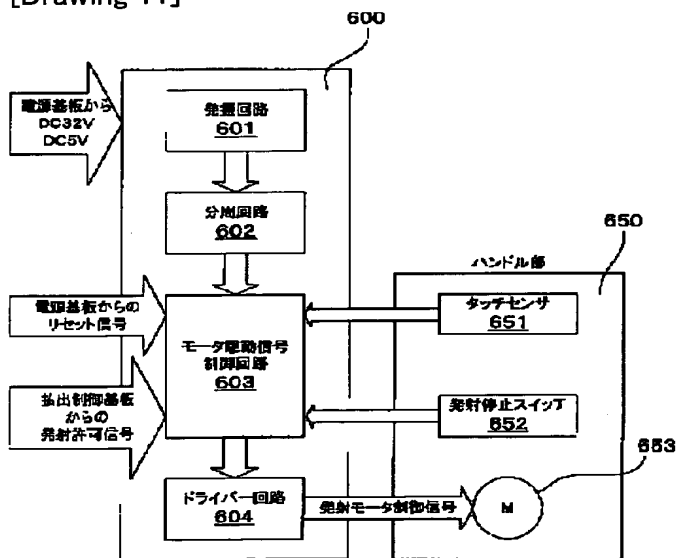 [Drawing 11]
600
電源基板から
DC32V
DC5V
発振回路
601
分周回路
602
650
ハンドル部
電源基板からの
リセット信号
タッチセンサ
651
モータ駆動信号
制御回路
603
払出制御基板
からの
発射許可信号
発射停止スイッチ
652
653
ドライバー回路
604
発射モータ制御信号
M